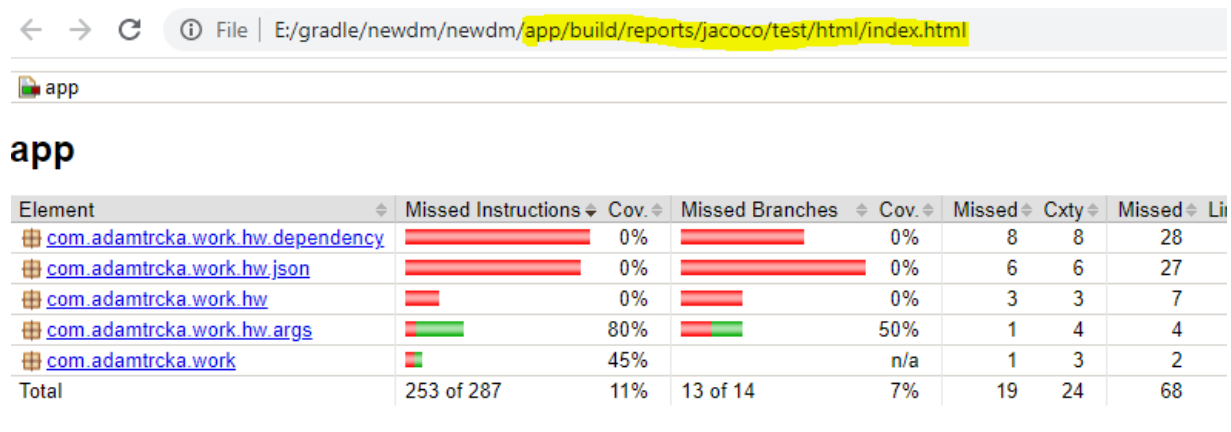 File | E:/gradle/newdm/newdm/app/build/reports/jacoco/test/html/index.html
app
app
Element Missed Instructions Cov. Missed Branches Cov. Missed Cxty Missed
com.adamtrcka.work.hw.dependency 0% 0% 8 8 28
com.adamtrcka.work.hw.json 0% 0% 6 6 27
com.adamtrcka.work.hw 0% 0% 3 3 7
com.adamtrcka.work.hw.args 80% 50% 1 4 4
com.adamtrcka.work 45% n/a 1 3 2
Total 253 of 287 11% 13 of 14 7% 19 24 68